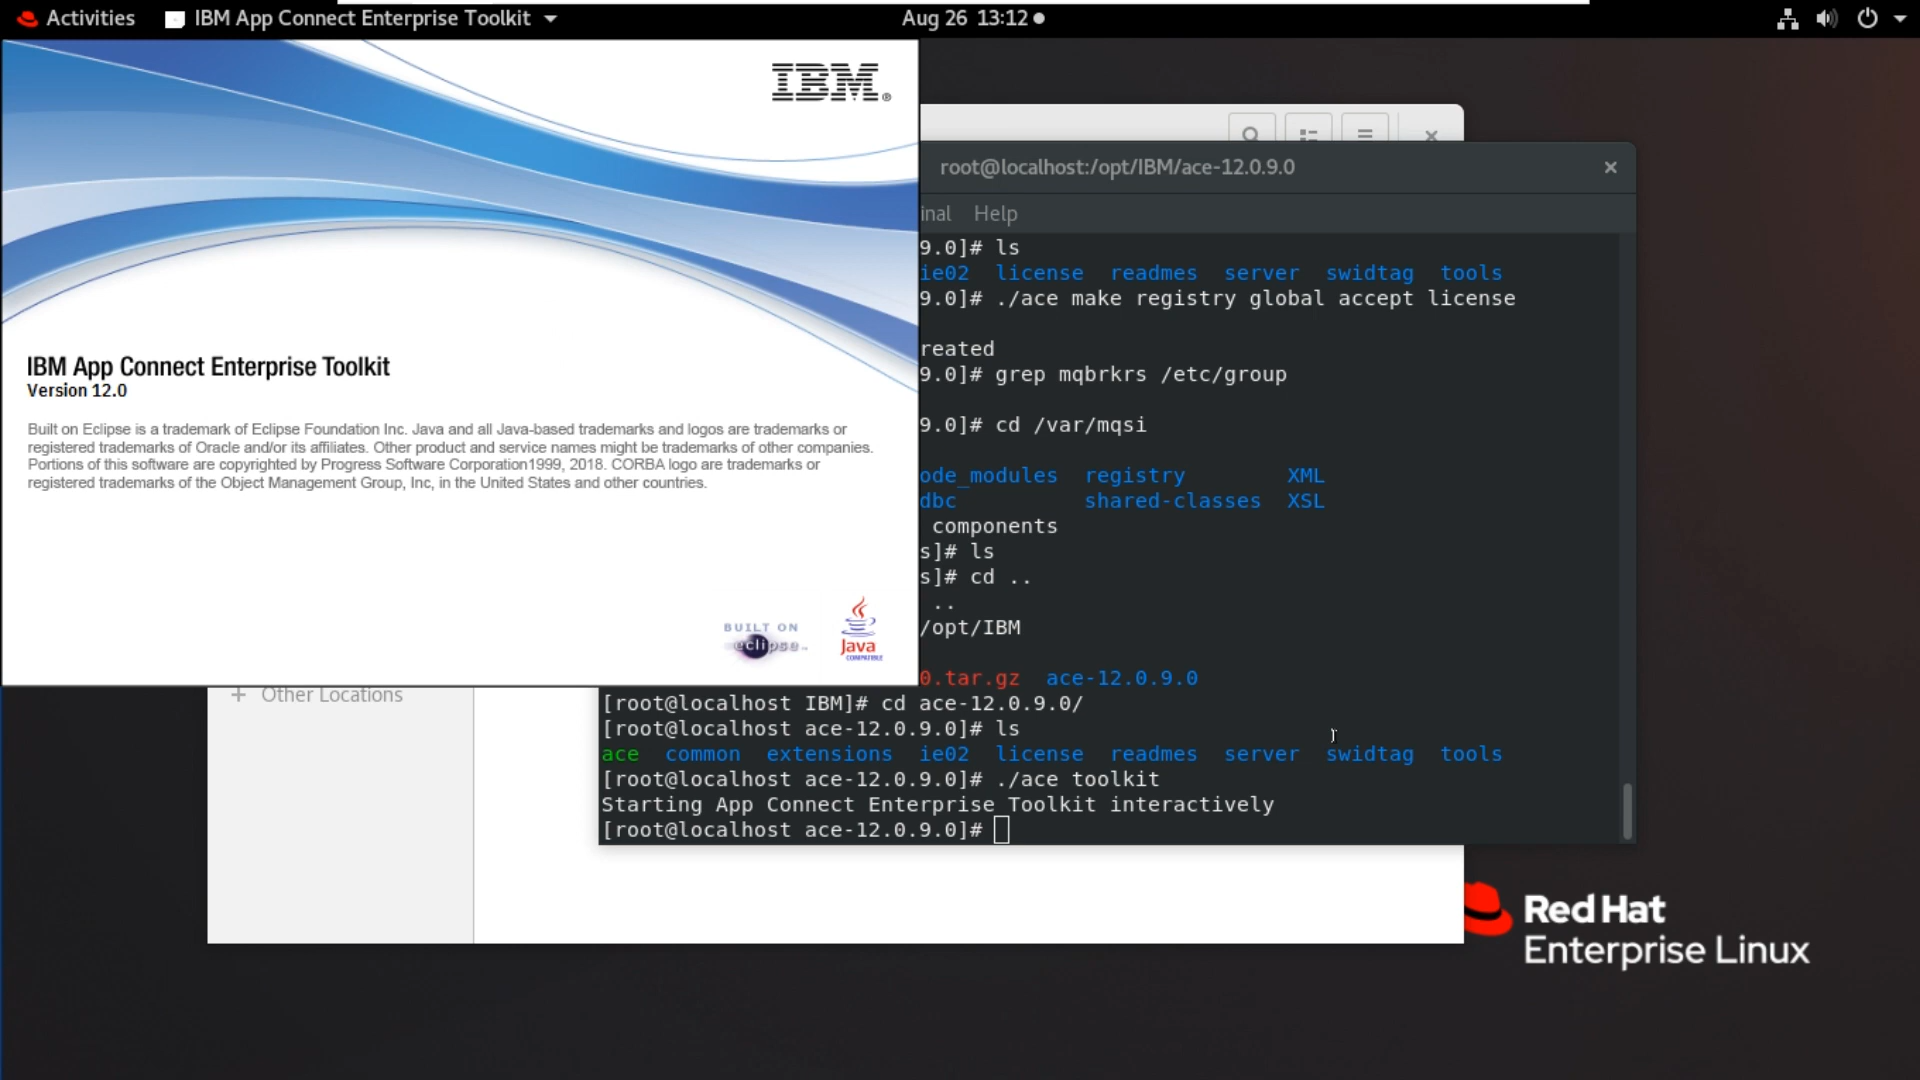 Activities
IBM App Connect Enterprise Toolkit
Aug 26 13:12
IBM®
IBM App Connect Enterprise Toolkit
Version 12.0
Built on Eclipse is a trademark of Eclipse Foundation Inc. Java and all Java-based trademarks and logos are trademarks or
registered trademarks of Oracle and/or its affiliates. Other product and service names might be trademarks of other companies.
Portions of this software are copyrighted by Progress Software Corporation1999, 2018. CORBA logo are trademarks or
registered trademarks of the Object Management Group, Inc, in the United States and other countries.
BUILT ON
eclipse™
Java
COMPATIBLE
+ Other Locations
root@localhost:/opt/IBM/ace-12.0.9.0
inal Help
9.0]# ls
ie02 license readmes server swidtag tools
9.0]# ./ace make registry global accept license
reated
9.0]# grep mqbrkrs /etc/group
9.0]# cd /var/mqsi
ode_modules registry XML
dbc shared-classes XSL
components
s]# ls
s]# cd ..
..
/opt/IBM
0.tar.gz ace-12.0.9.0
[root@localhost IBM]# cd ace-12.0.9.0/
[root@localhost ace-12.0.9.0]# ls
ace common extensions ie02 license readmes server swidtag tools
[root@localhost ace-12.0.9.0]# ./ace toolkit
Starting App Connect Enterprise Toolkit interactively
[root@localhost ace-12.0.9.0]#
Red Hat
Enterprise Linux